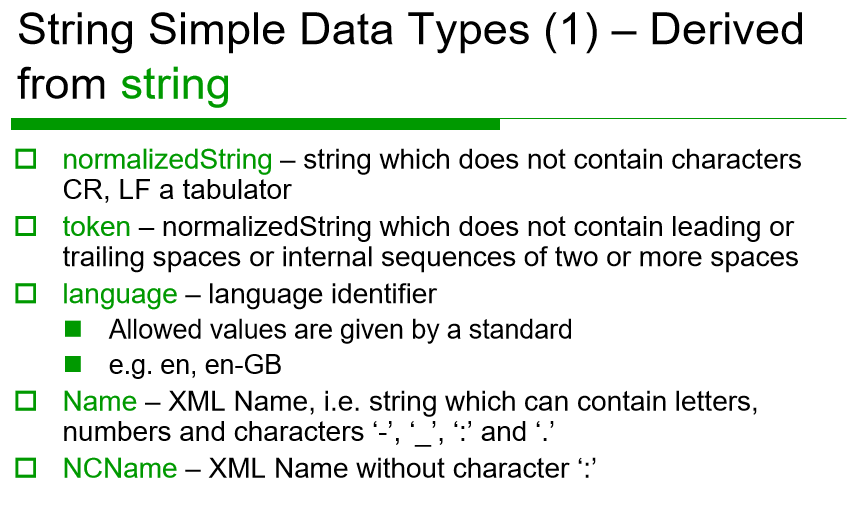 String Simple Data Types (1) – Derived
from string
normalizedString – string which does not contain characters
CR, LF a tabulator
token – normalizedString which does not contain leading or
trailing spaces or internal sequences of two or more spaces
language – language identifier
Allowed values are given by a standard
e.g. en, en-GB
Name – XML Name, i.e. string which can contain letters,
numbers and characters ‘-’, ‘_’, ‘:’ and ‘.’
NCName – XML Name without character ‘:’